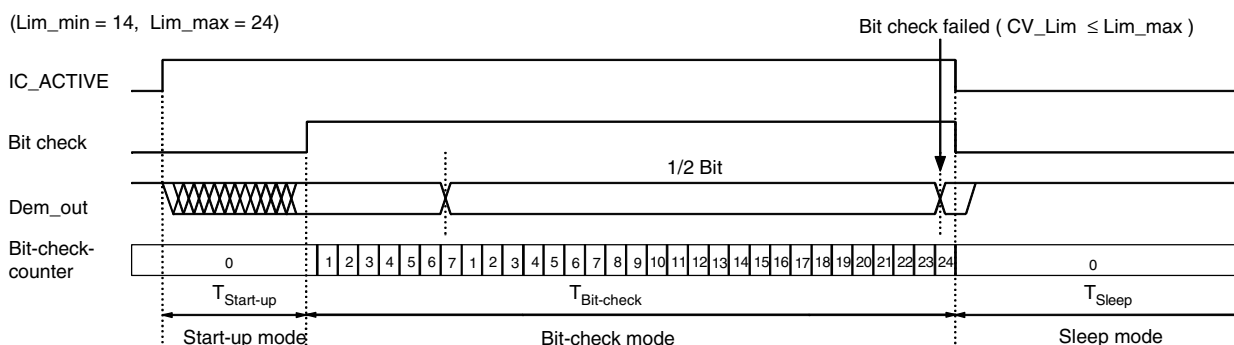 (Lim_min = 14, Lim_max = 24)
Bit check failed ( CV_Lim ≤ Lim_max )
IC_ACTIVE
Bit check
1/2 Bit
Dem_out
Bit-check-
counter
0 1 2 3 4 5 6 7 1 2 3 4 5 6 7 8 9 10 11 12 13 14 15 16 17 18 19 20 21 22 23 24 0
TStart-up TBit-check TSleep
Start-up mode Bit-check mode Sleep mode